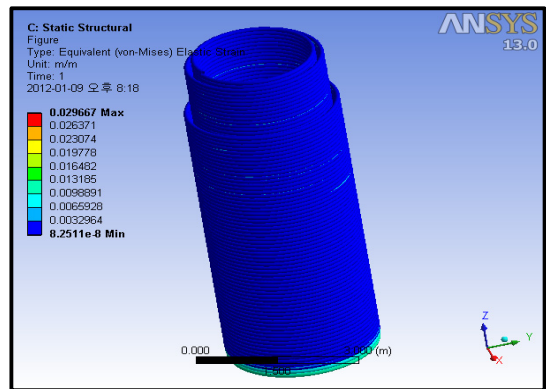 C: Static Structural
Figure
Type: Equivalent (von-Mises) Elastic Strain
Unit: m/m
Time: 1
2012-01-09 오후 8:18
0.029667 Max
0.026371
0.023074
0.019778
0.016482
0.013185
0.0098891
0.0065928
0.0032964
8.2511e-8 Min
ANSYS
13.0
0.000
(m)
Z
Y
X